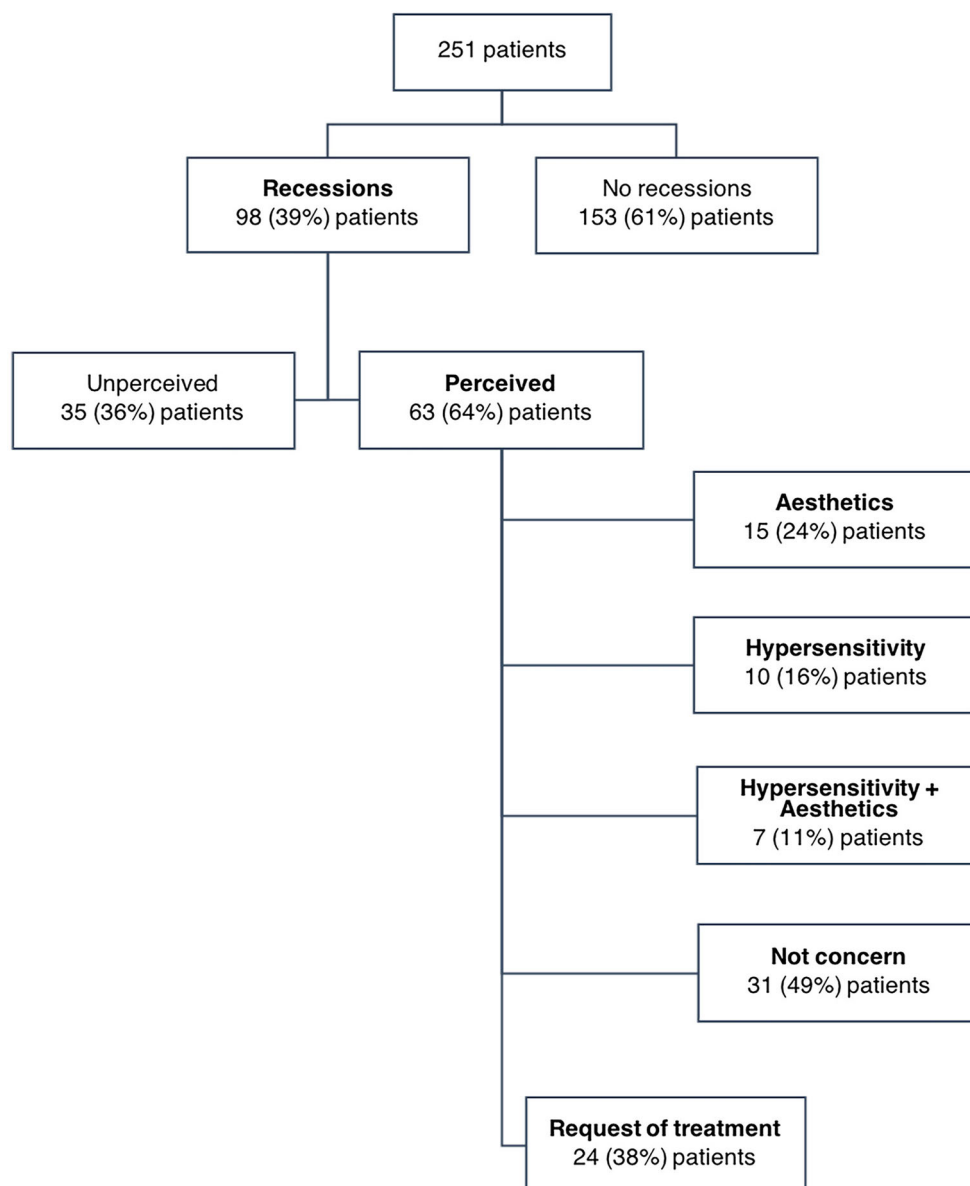 251 patients
Recessions
98 (39%) patients
No recessions
153 (61%) patients
Unperceived
35 (36%) patients
Perceived
63 (64%) patients
Aesthetics
15 (24%) patients
Hypersensitivity
10 (16%) patients
Hypersensitivity +
Aesthetics
7 (11%) patients
Not concern
31 (49%) patients
Request of treatment
24 (38%) patients